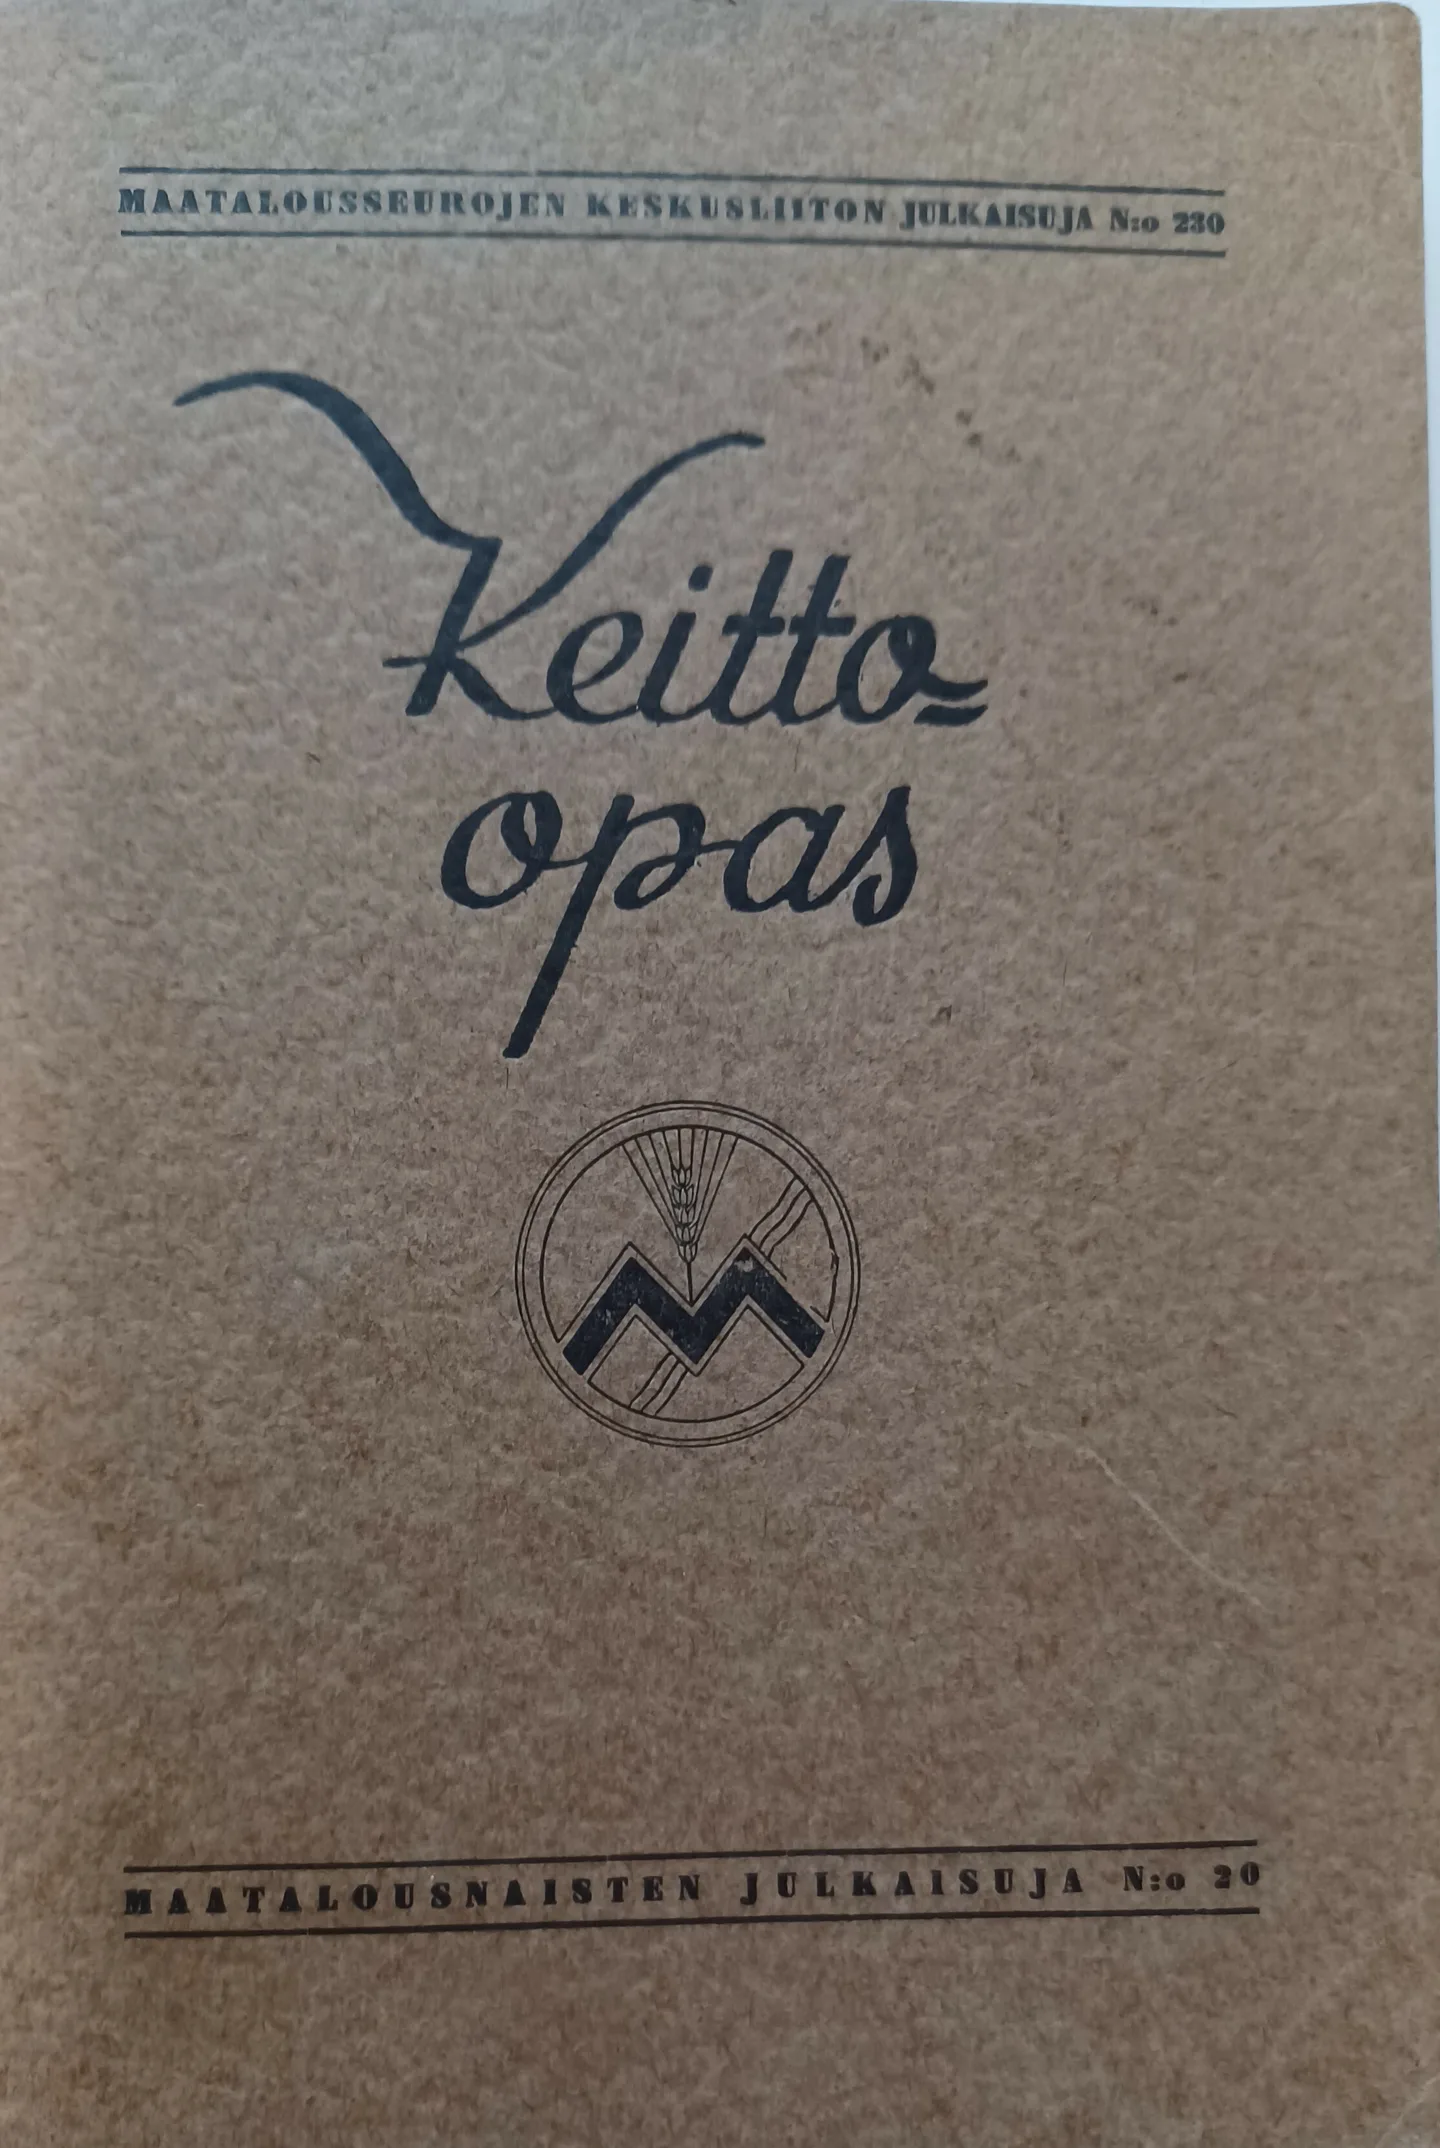 MAATALOUSSEUROJEN KESKUSLIITON JULKAISUJA N:o 230
Keitto-
opas
MAATALOUSNAISTEN JULKAISUJA N:o 20